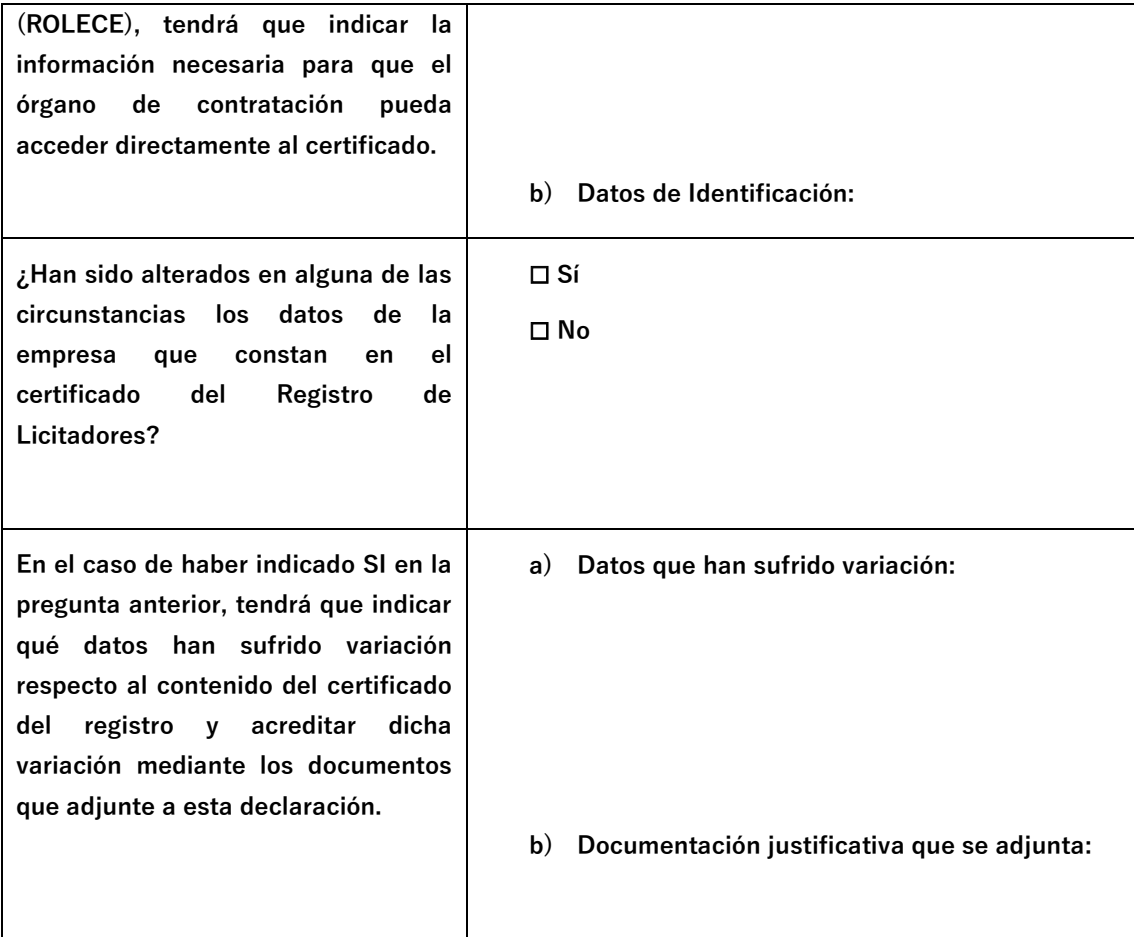 (ROLECE), tendrá que indicar la
información necesaria para que el
órgano de contratación pueda
acceder directamente al certificado.
b) Datos de Identificación:
¿Han sido alterados en alguna de las
circunstancias los datos de la
empresa que constan en el
certificado del Registro de
Licitadores?
☐ Sí
☐ No
En el caso de haber indicado SI en la
pregunta anterior, tendrá que indicar
qué datos han sufrido variación
respecto al contenido del certificado
del registro y acreditar dicha
variación mediante los documentos
que adjunte a esta declaración.
a) Datos que han sufrido variación:
b) Documentación justificativa que se adjunta: